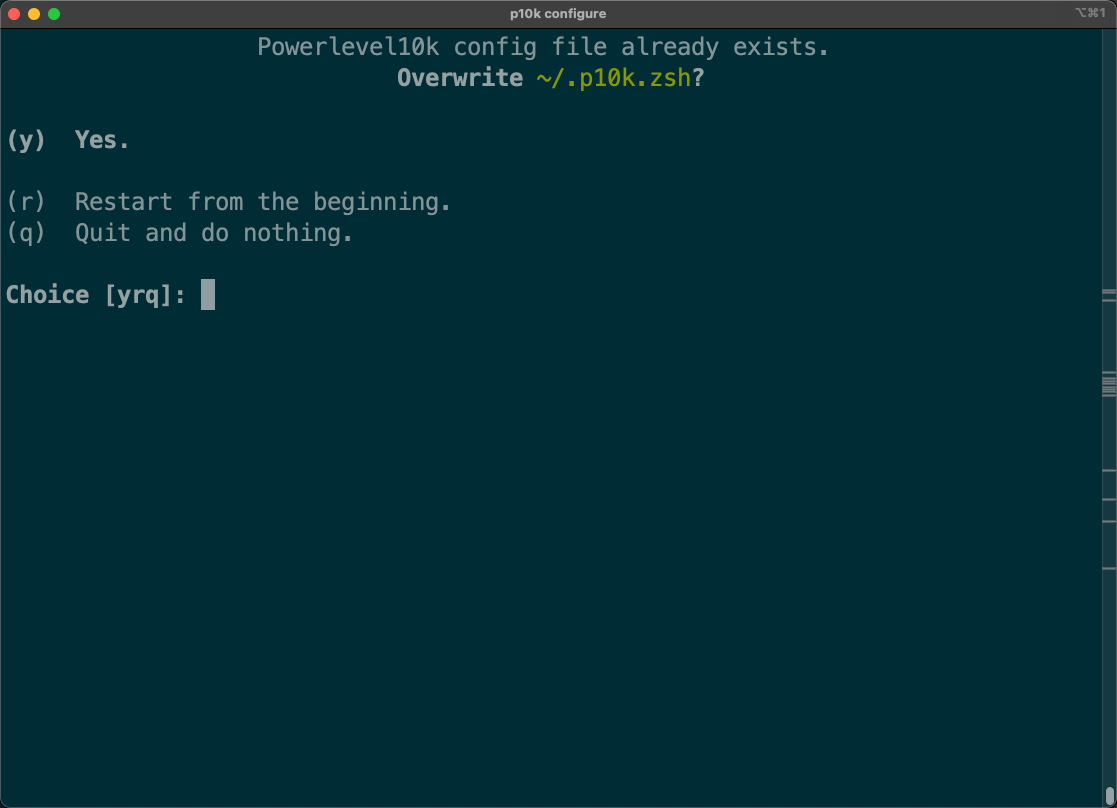 p10k configure
⌥⌘1
Powerlevel10k config file already exists.
Overwrite ~/.p10k.zsh?
(y)  Yes.
(r)  Restart from the beginning.
(q)  Quit and do nothing.
Choice [yrq]: